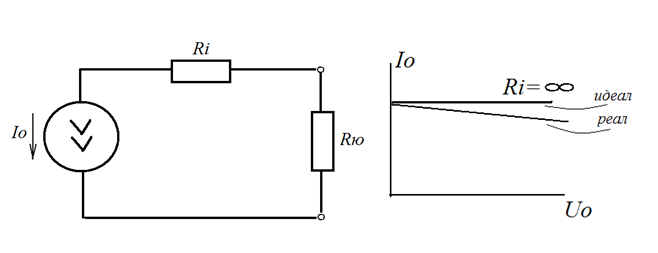 Ri
Io
Rю
Io
Ri = ∞
идеал
реал
Uo